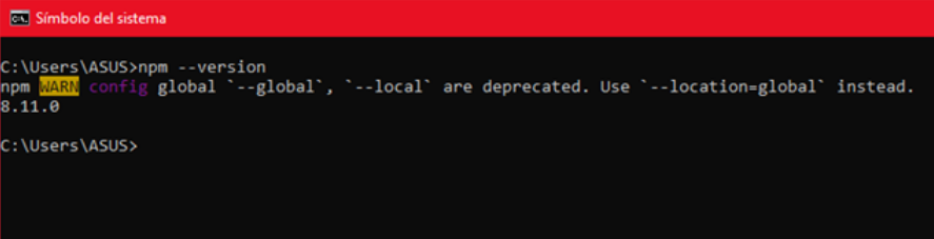 Símbolo del sistema
C:\Users\ASUS>npm --version
npm WARN config global `--global`, `--local` are deprecated. Use `--location=global` instead.
8.11.0
C:\Users\ASUS>